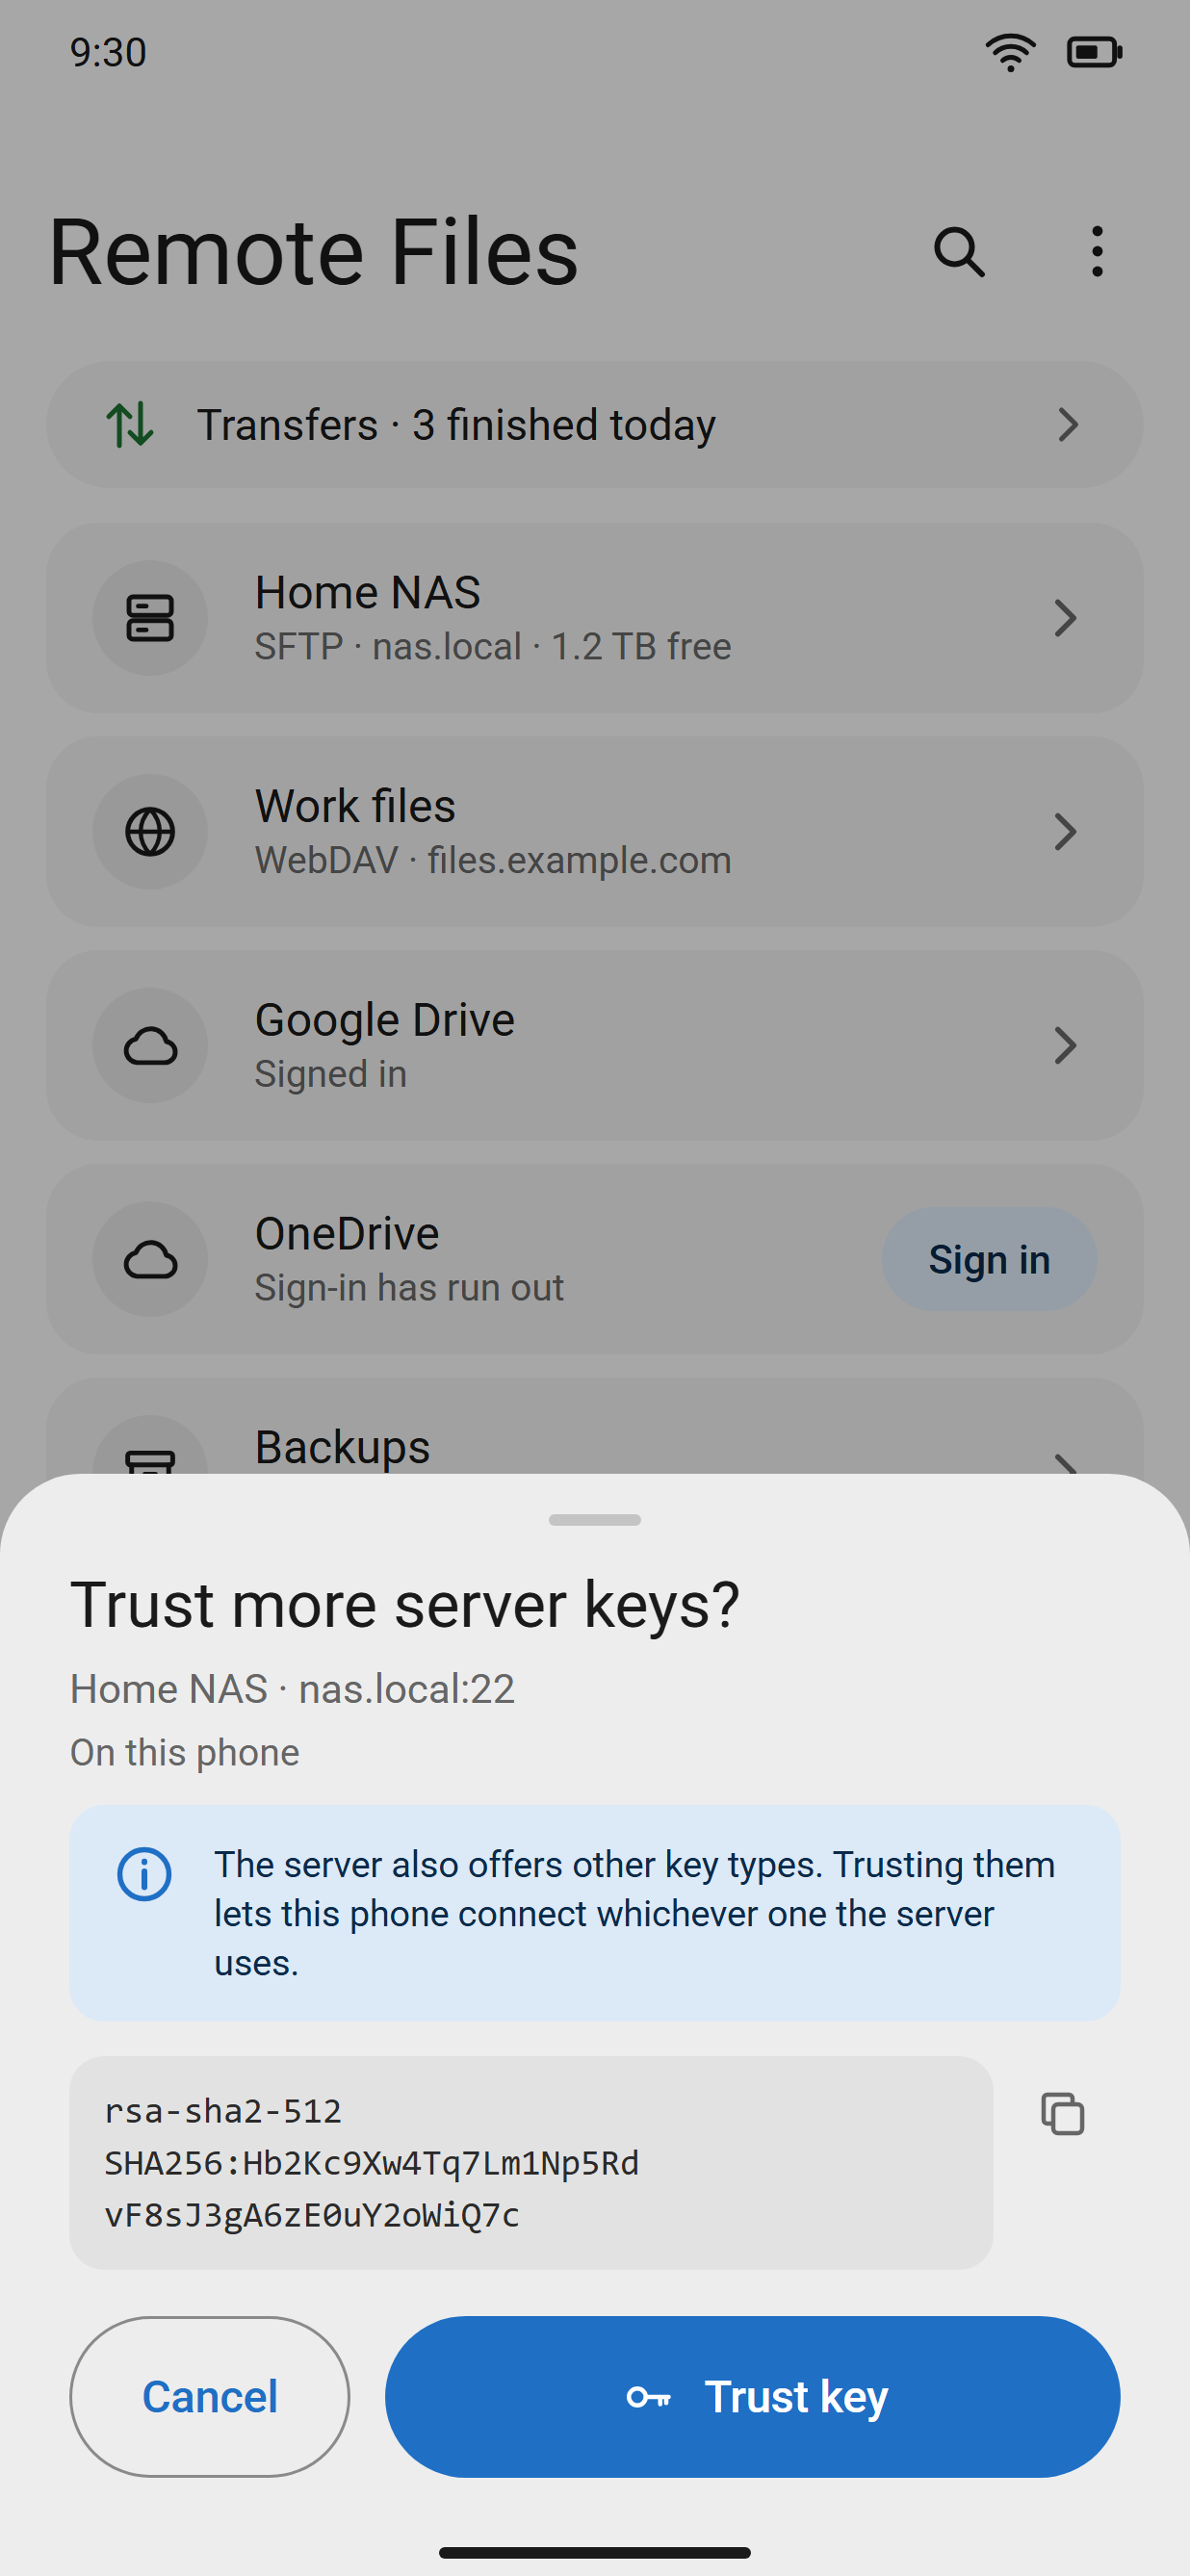 9:30
Remote Files
Transfers · 3 finished today
Home NAS
SFTP · nas.local · 1.2 TB free
Work files
WebDAV · files.example.com
Google Drive
Signed in
OneDrive
Sign-in has run out
Sign in
Backups
Trust more server keys?
Home NAS · nas.local:22
On this phone
The server also offers other key types. Trusting them
lets this phone connect whichever one the server
uses.
rsa-sha2-512
SHA256:Hb2Kc9Xw4Tq7Lm1Np5Rd
vF8sJ3gA6zE0uY2oWiQ7c
Cancel
Trust key